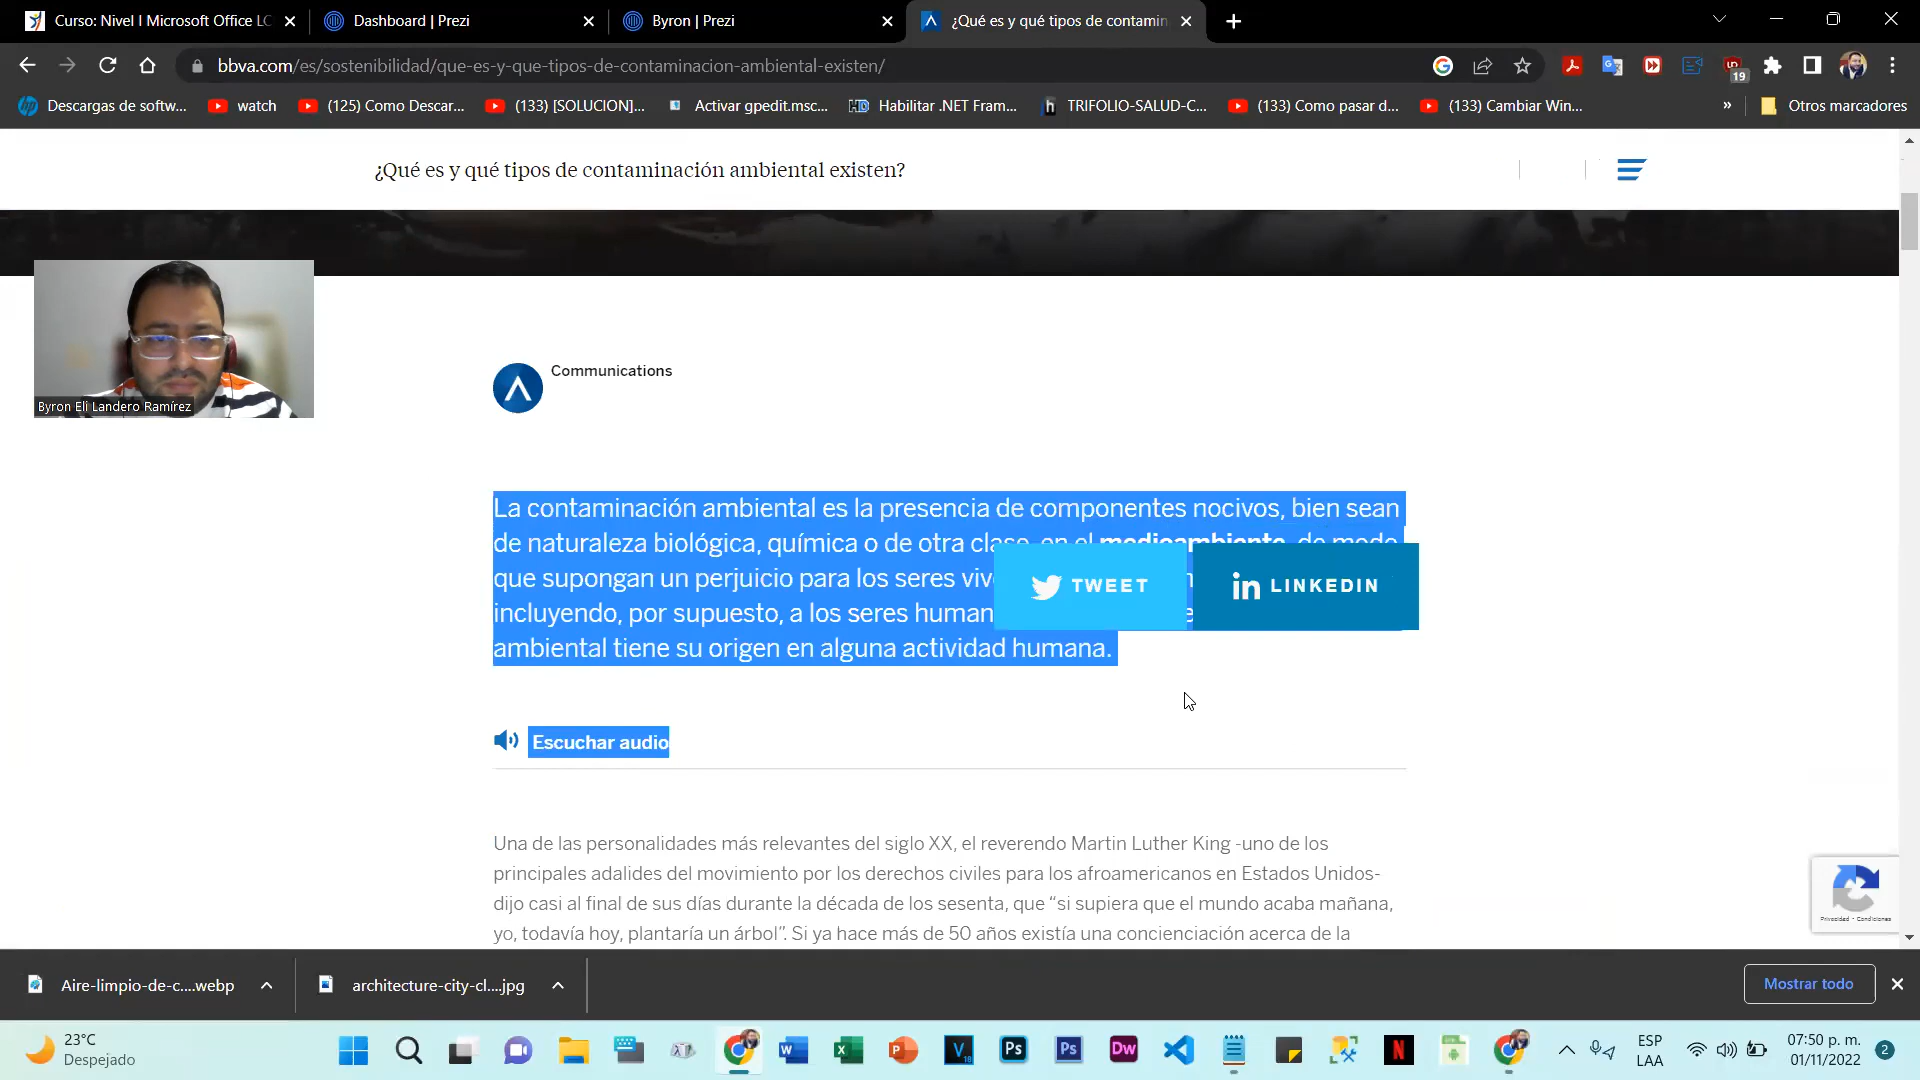 Curso: Nivel I Microsoft Office LC
Dashboard | Prezi
Byron | Prezi
¿Qué es y qué tipos de contamin
bbva.com/es/sostenibilidad/que-es-y-que-tipos-de-contaminacion-ambiental-existen/
19
Descargas de softw...
watch
(125) Como Descar...
(133) [SOLUCION]...
Activar gpedit.msc...
Habilitar .NET Fram...
TRIFOLIO-SALUD-C...
(133) Como pasar d...
(133) Cambiar Win...
»
Otros marcadores
¿Qué es y qué tipos de contaminación ambiental existen?
Byron Eli Landero Ramírez
Communications
La contaminación ambiental es la presencia de componentes nocivos, bien sean
de naturaleza biológica, química o de otra clase, en el medioambiente, de modo
que supongan un perjuicio para los seres viv
incluyendo, por supuesto, a los seres human
ambiental tiene su origen en alguna actividad humana.
TWEET
LINKEDIN
Escuchar audio
Una de las personalidades más relevantes del siglo XX, el reverendo Martin Luther King -uno de los
principales adalides del movimiento por los derechos civiles para los afroamericanos en Estados Unidos-
dijo casi al final de sus días durante la década de los sesenta, que “si supiera que el mundo acaba mañana,
yo, todavía hoy, plantaría un árbol”. Si ya hace más de 50 años existía una concienciación acerca de la
Privacidad - Condiciones
Aire-limpio-de-c....webp
architecture-city-cl....jpg
Mostrar todo
23°C
Despejado
ESP
LAA
07:50 p. m.
01/11/2022
2